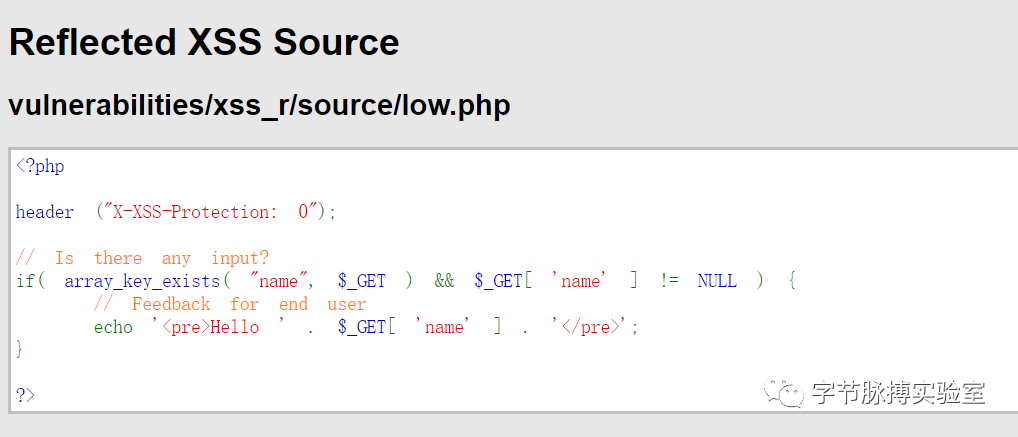 Reflected XSS Source
vulnerabilities/xss_r/source/low.php
<?php
header ("X-XSS-Protection: 0");
// Is there any input?
if( array_key_exists( "name", $_GET ) && $_GET[ 'name' ] != NULL ) {
// Feedback for end user
echo '<pre>Hello ' . $_GET[ 'name' ] . '</pre>';
}
?>
字节脉搏实验室